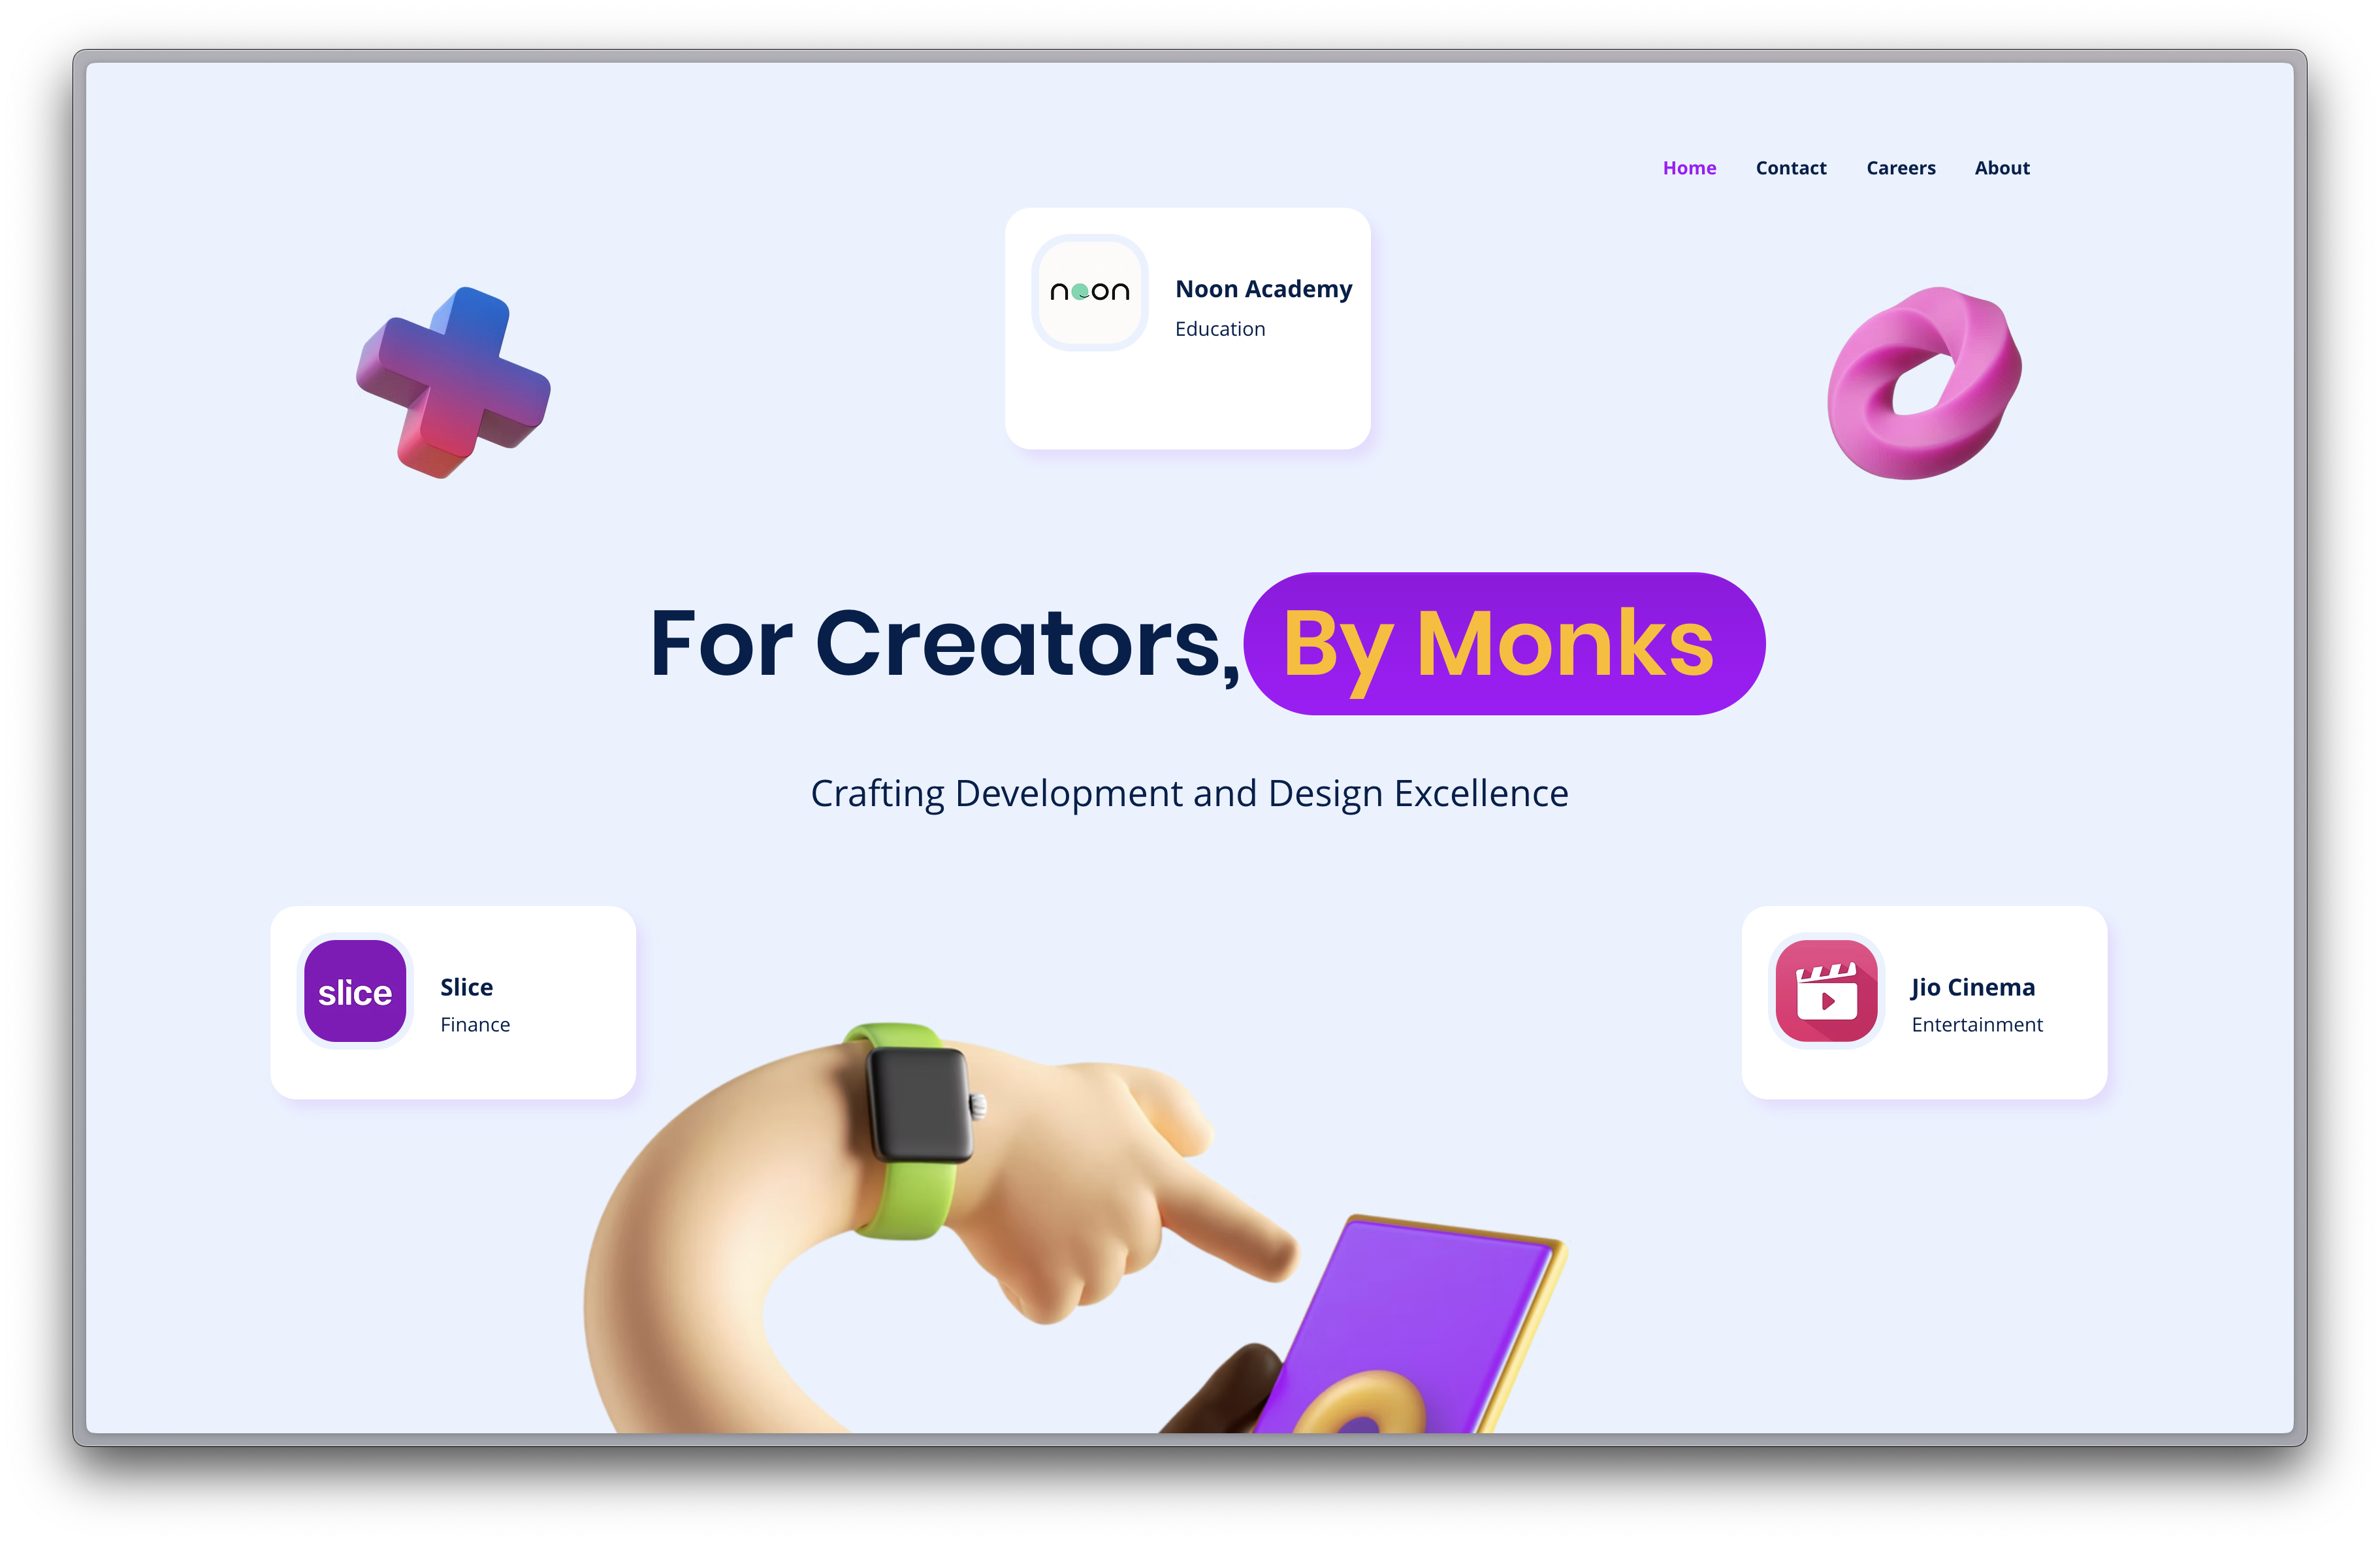 Home Contact Careers About
noon
Noon Academy
Education
For Creators, By Monks
Crafting Development and Design Excellence
slice
Slice
Finance
Jio Cinema
Entertainment